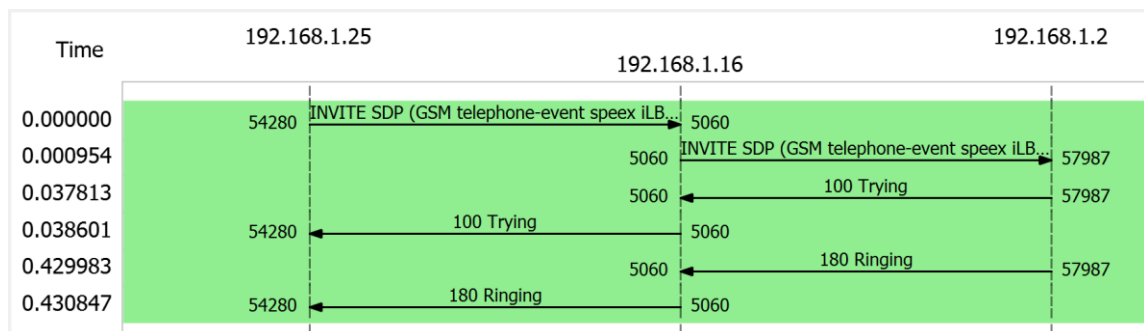 Time 192.168.1.25 192.168.1.16 192.168.1.2
0.000000 54280 INVITE SDP (GSM telephone-event speex iLB... 5060
0.000954 5060 INVITE SDP (GSM telephone-event speex iLB... 57987
0.037813 5060 100 Trying 57987
0.038601 54280 100 Trying 5060
0.429983 5060 180 Ringing 57987
0.430847 54280 180 Ringing 5060